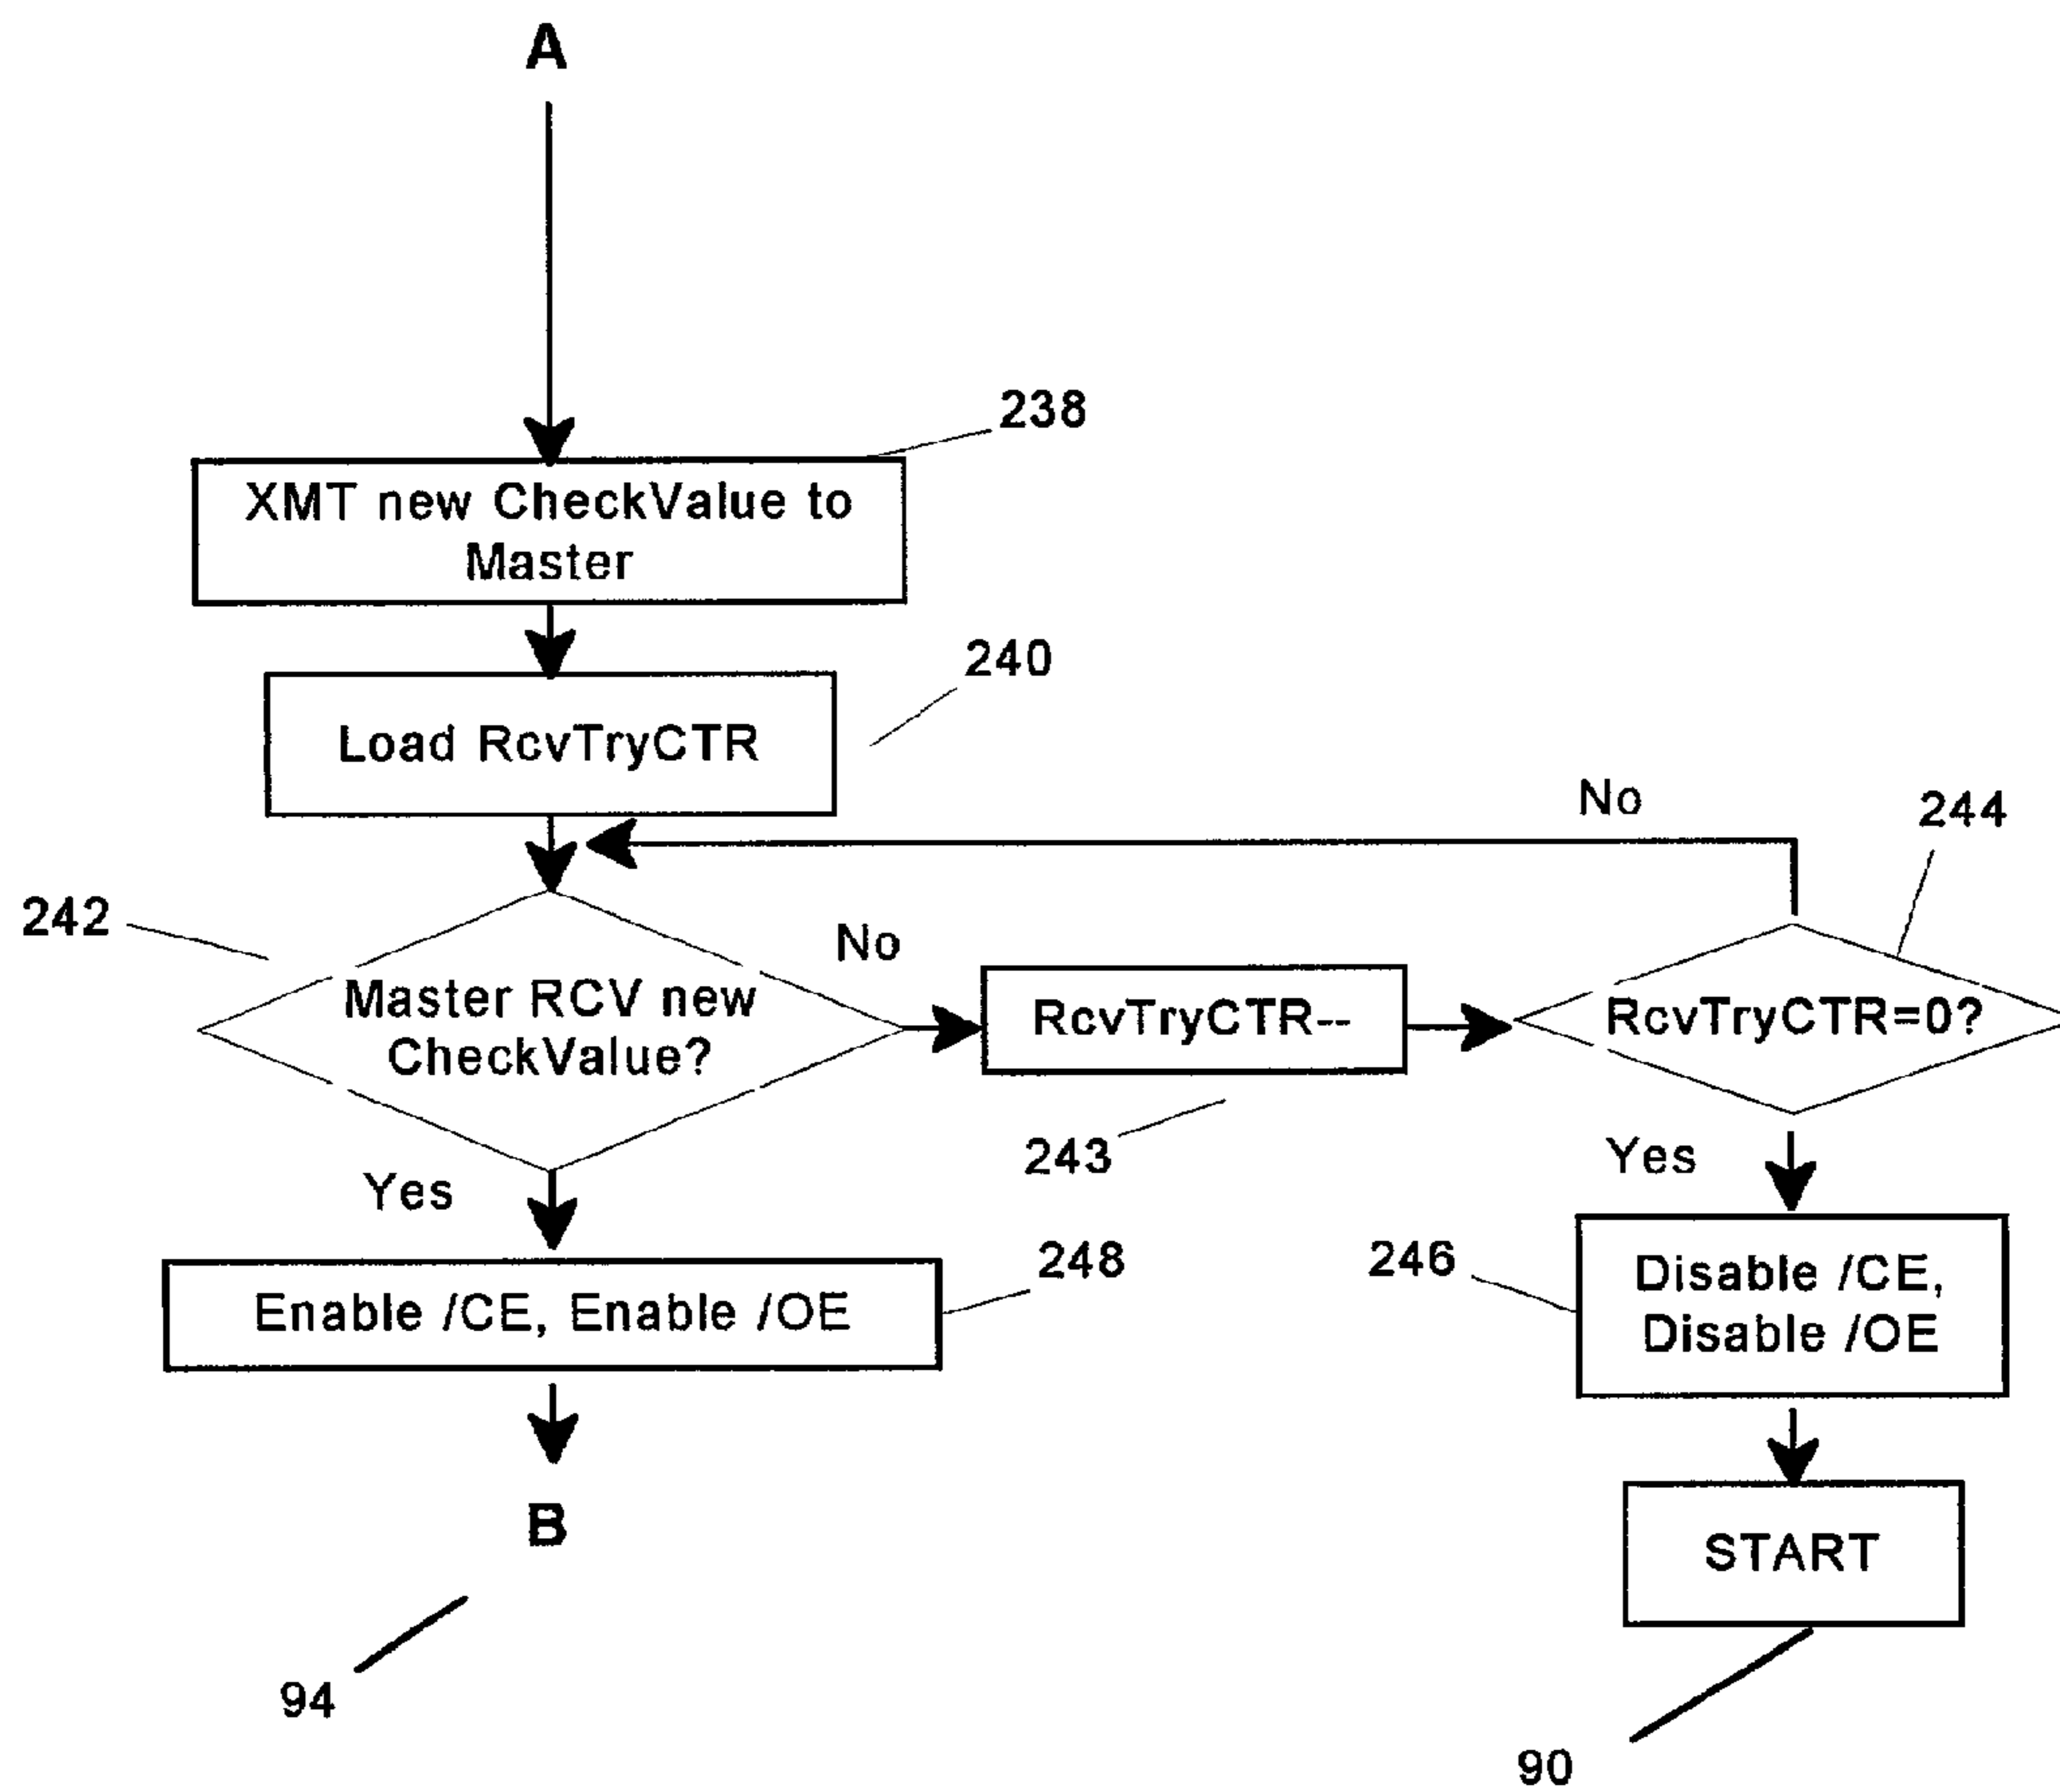 A
238
XMT new CheckValue to
Master
240
Load RcvTryCTR
No
244
242
No
Master RCV new
CheckValue?
RcvTryCTR--
RcvTryCTR=0?
243
Yes
Yes
248
Enable /CE, Enable /OE
246
Disable /CE,
Disable /OE
B
START
94
90